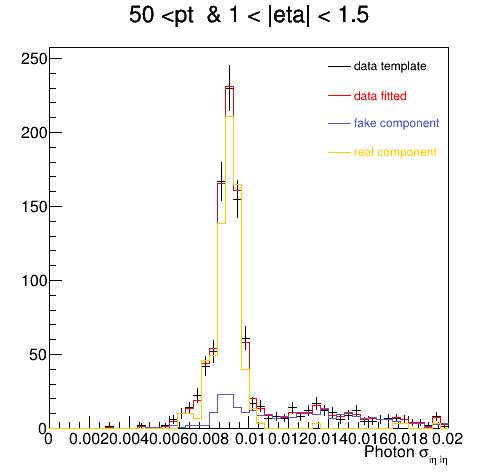 50 <pt & 1 < |eta| < 1.5
250
200
150
100
50
0
data template
data fitted
fake component
real component
0 0.002 0.004 0.006 0.008 0.01 0.012 0.014 0.016 0.018 0.02
Photon σiη iη